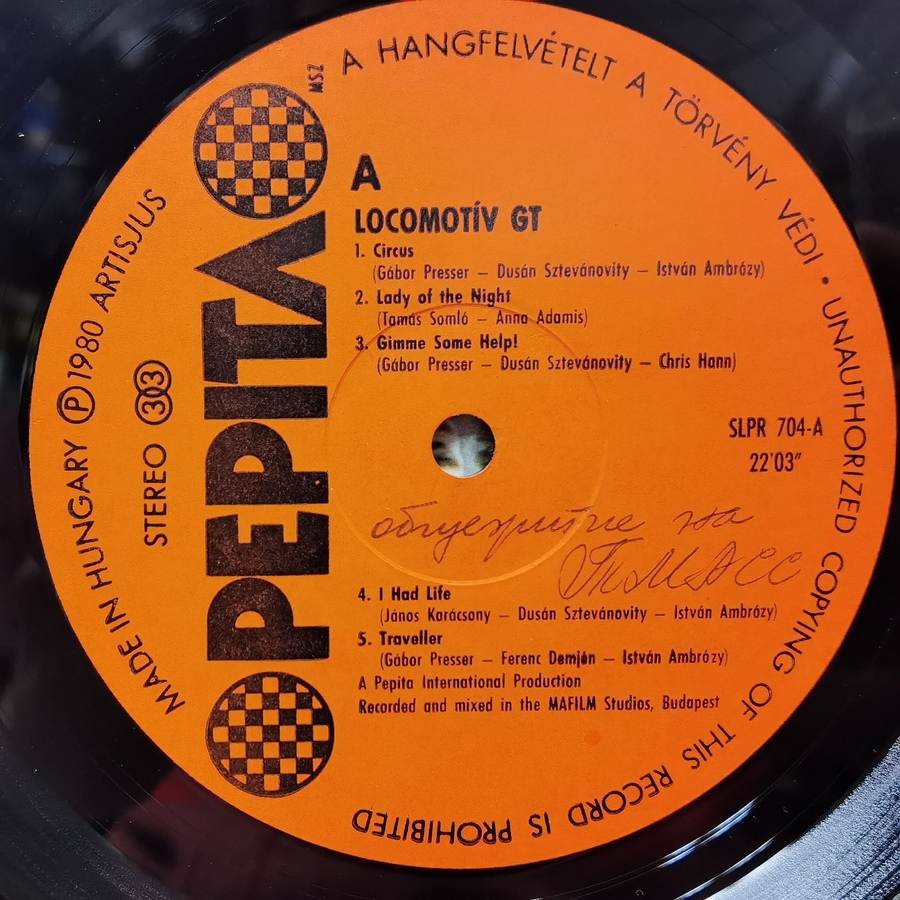 A HANGFELVÉTELT A TÖRVÉNY VÉDI • UNAUTHORIZED COPYING OF THIS RECORD IS PROHIBITED
MADE IN HUNGARY Ⓟ 1980 ARTISJUS
STEREO 33
PEPITA
MSZ
A
LOCOMOTÍV GT
1. Circus
(Gábor Presser – Dusán Sztevánovity – István Ambrózy)
2. Lady of the Night
(Tamás Somló – Anna Adamis)
3. Gimme Some Help!
(Gábor Presser – Dusán Sztevánovity – Chris Hann)
SLPR 704-A
22'03"
на
4. I Had Life
(János Karácsony – Dusán Sztevánovity – István Ambrózy)
5. Traveller
(Gábor Presser – Ferenc Demjén – István Ambrózy)
A Pepita International Production
Recorded and mixed in the MAFILM Studios, Budapest